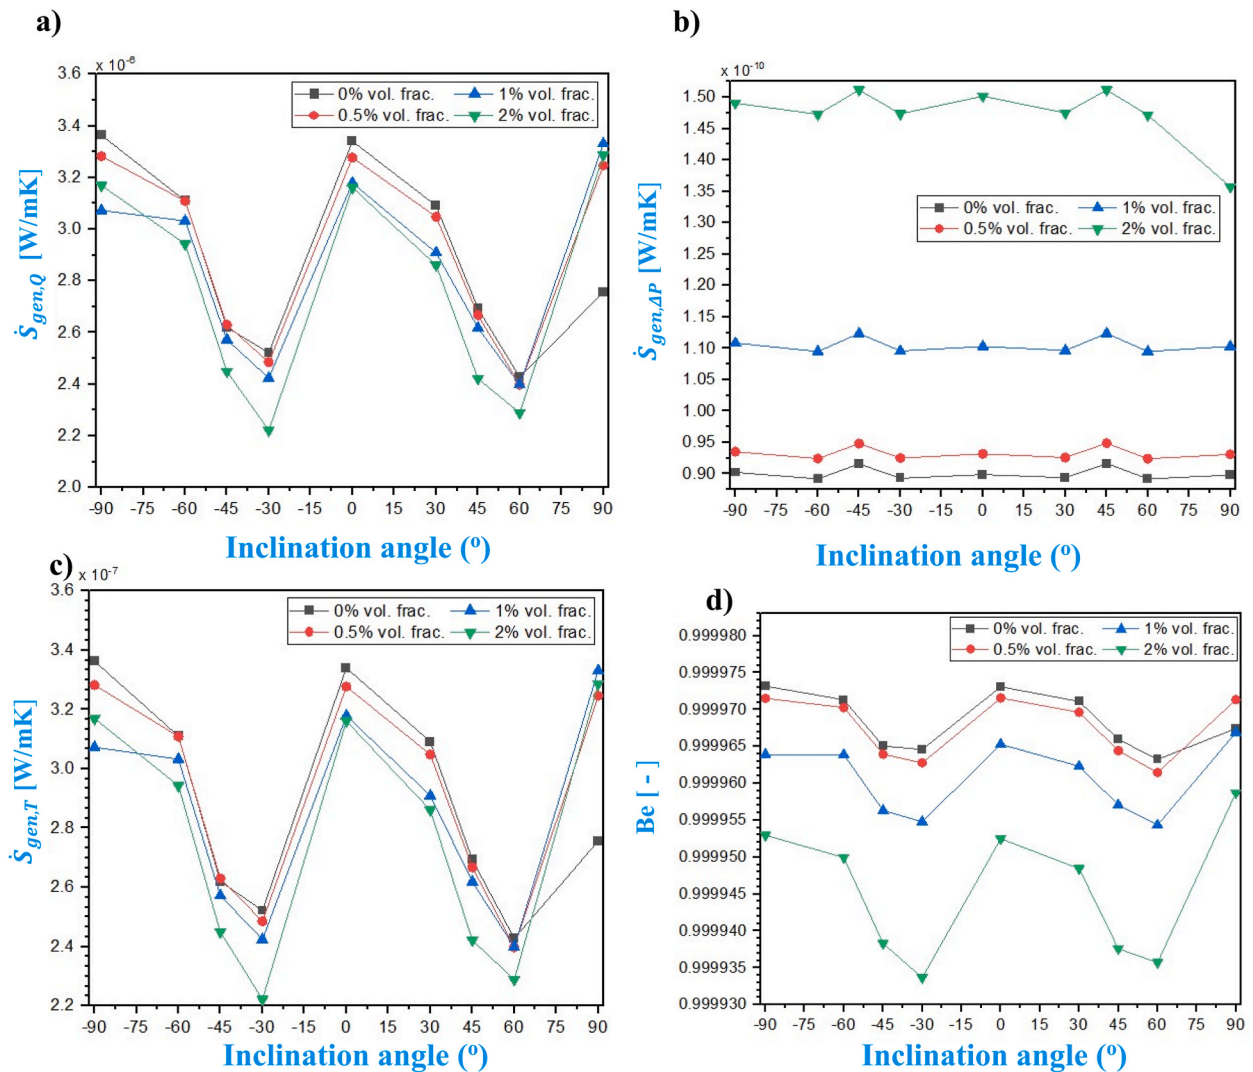 a)
x 10⁻⁶
3.6
3.4
3.2
3.0
2.8
2.6
2.4
2.2
2.0
0% vol. frac.
1% vol. frac.
0.5% vol. frac.
2% vol. frac.
Ṡgen,Q [W/mK]
-90 -75 -60 -45 -30 -15 0 15 30 45 60 75 90
Inclination angle (º)
b)
x 10⁻¹⁰
1.50
1.45
1.40
1.35
1.30
1.20
1.10
1.15
1.10
1.05
1.00
0.95
0.90
0% vol. frac.
1% vol. frac.
0.5% vol. frac.
2% vol. frac.
Ṡgen,ΔP [W/mK]
-90 -75 -60 -45 -30 -15 0 15 30 45 60 75 90
Inclination angle (º)
c)
x 10⁻⁷
3.6
3.4
3.2
3.0
2.8
2.6
2.4
2.2
0% vol. frac.
1% vol. frac.
0.5% vol. frac.
2% vol. frac.
Ṡgen,T [W/mK]
-90 -75 -60 -45 -30 -15 0 15 30 45 60 75 90
Inclination angle (º)
d)
0.999980
0.999975
0.999970
0.999965
0.999960
0.999955
0.999950
0.999945
0.999940
0.999935
0.999930
0% vol. frac.
1% vol. frac.
0.5% vol. frac.
2% vol. frac.
Be [ - ]
-90 -75 -60 -45 -30 -15 0 15 30 45 60 75 90
Inclination angle (º)